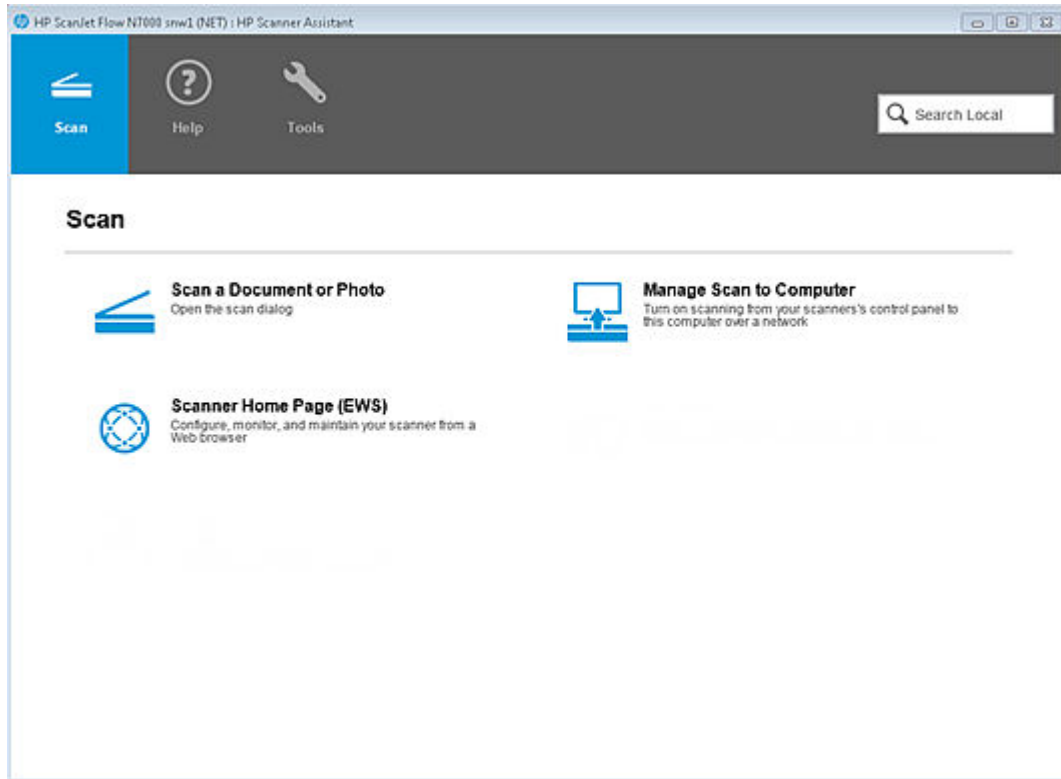 HP ScanJet Flow N7000 snw1 (NET) : HP Scanner Assistant
Scan
Help
Tools
Search Local
Scan
Scan a Document or Photo
Open the scan dialog
Manage Scan to Computer
Turn on scanning from your scanners's control panel to
this computer over a network
Scanner Home Page (EWS)
Configure, monitor, and maintain your scanner from a
Web browser